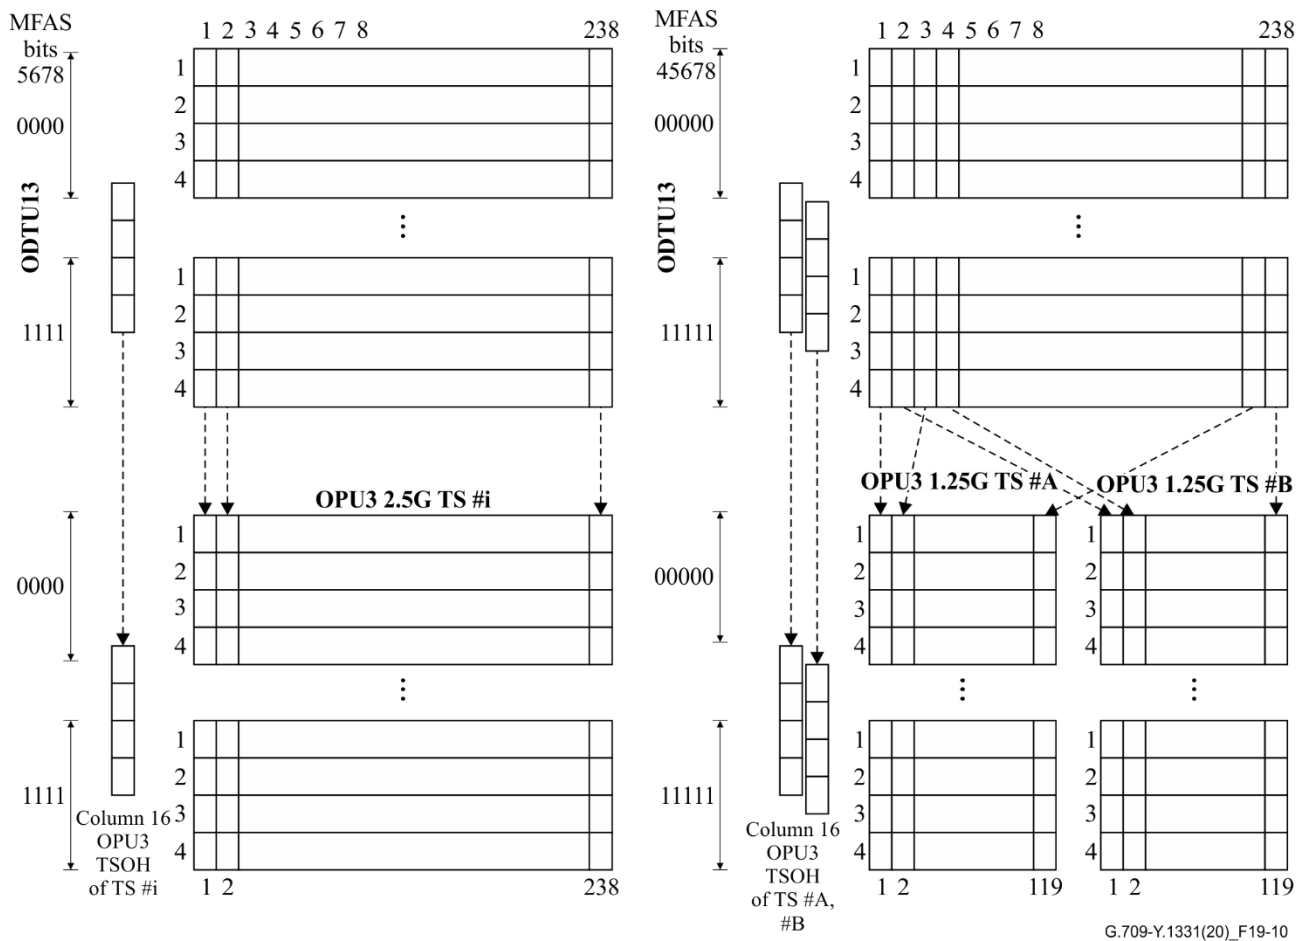 MFAS
bits
5678
1 2 3 4 5 6 7 8 238
0000
1
2
3
4
ODTU13
⋮
1111
1
2
3
4
OPU3 2.5G TS #i
0000
1
2
3
4
⋮
1111
1
2
3
4
Column 16
OPU3
TSOH
of TS #i
1 2 238
MFAS
bits
45678
1 2 3 4 5 6 7 8 238
00000
1
2
3
4
ODTU13
⋮
11111
1
2
3
4
OPU3 1.25G TS #A OPU3 1.25G TS #B
00000
1 1
2 2
3 3
4 4
⋮ ⋮
11111
1 1
2 2
3 3
4 4
Column 16
OPU3
TSOH
of TS #A,
#B
1 2 119 1 2 119
G.709-Y.1331(20)_F19-10